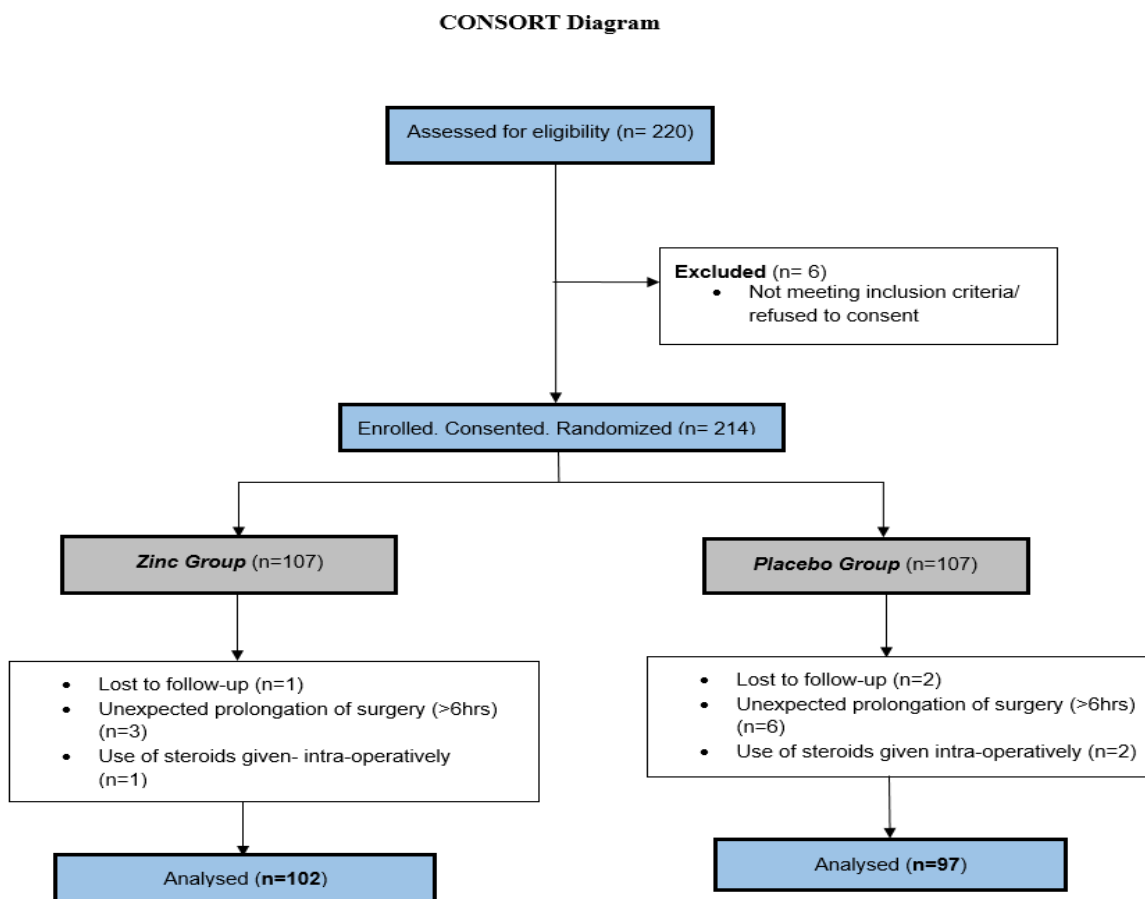 CONSORT Diagram
Assessed for eligibility (n= 220)
Excluded (n= 6)
• Not meeting inclusion criteria/
refused to consent
Enrolled. Consented. Randomized (n= 214)
Zinc Group (n=107)
Placebo Group (n=107)
• Lost to follow-up (n=1)
• Unexpected prolongation of surgery (>6hrs)
(n=3)
• Use of steroids given- intra-operatively
(n=1)
• Lost to follow-up (n=2)
• Unexpected prolongation of surgery (>6hrs)
(n=6)
• Use of steroids given intra-operatively (n=2)
Analysed (n=102)
Analysed (n=97)